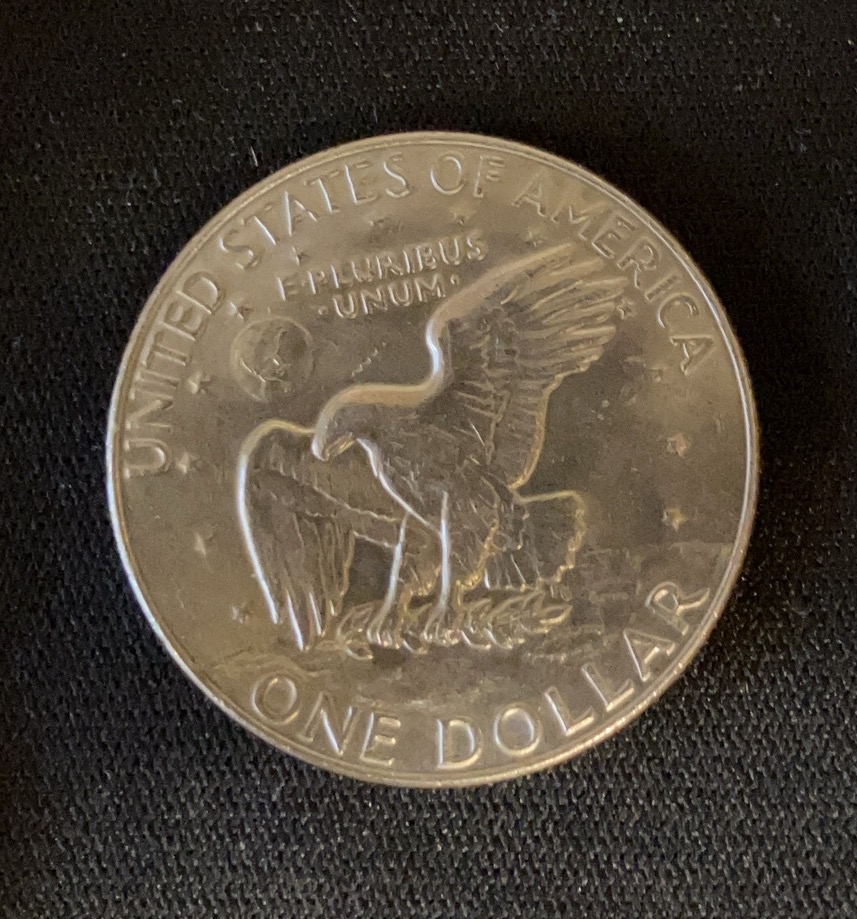 UNITED STATES OF AMERICA
E·PLURIBUS
·UNUM·
ONE DOLLAR